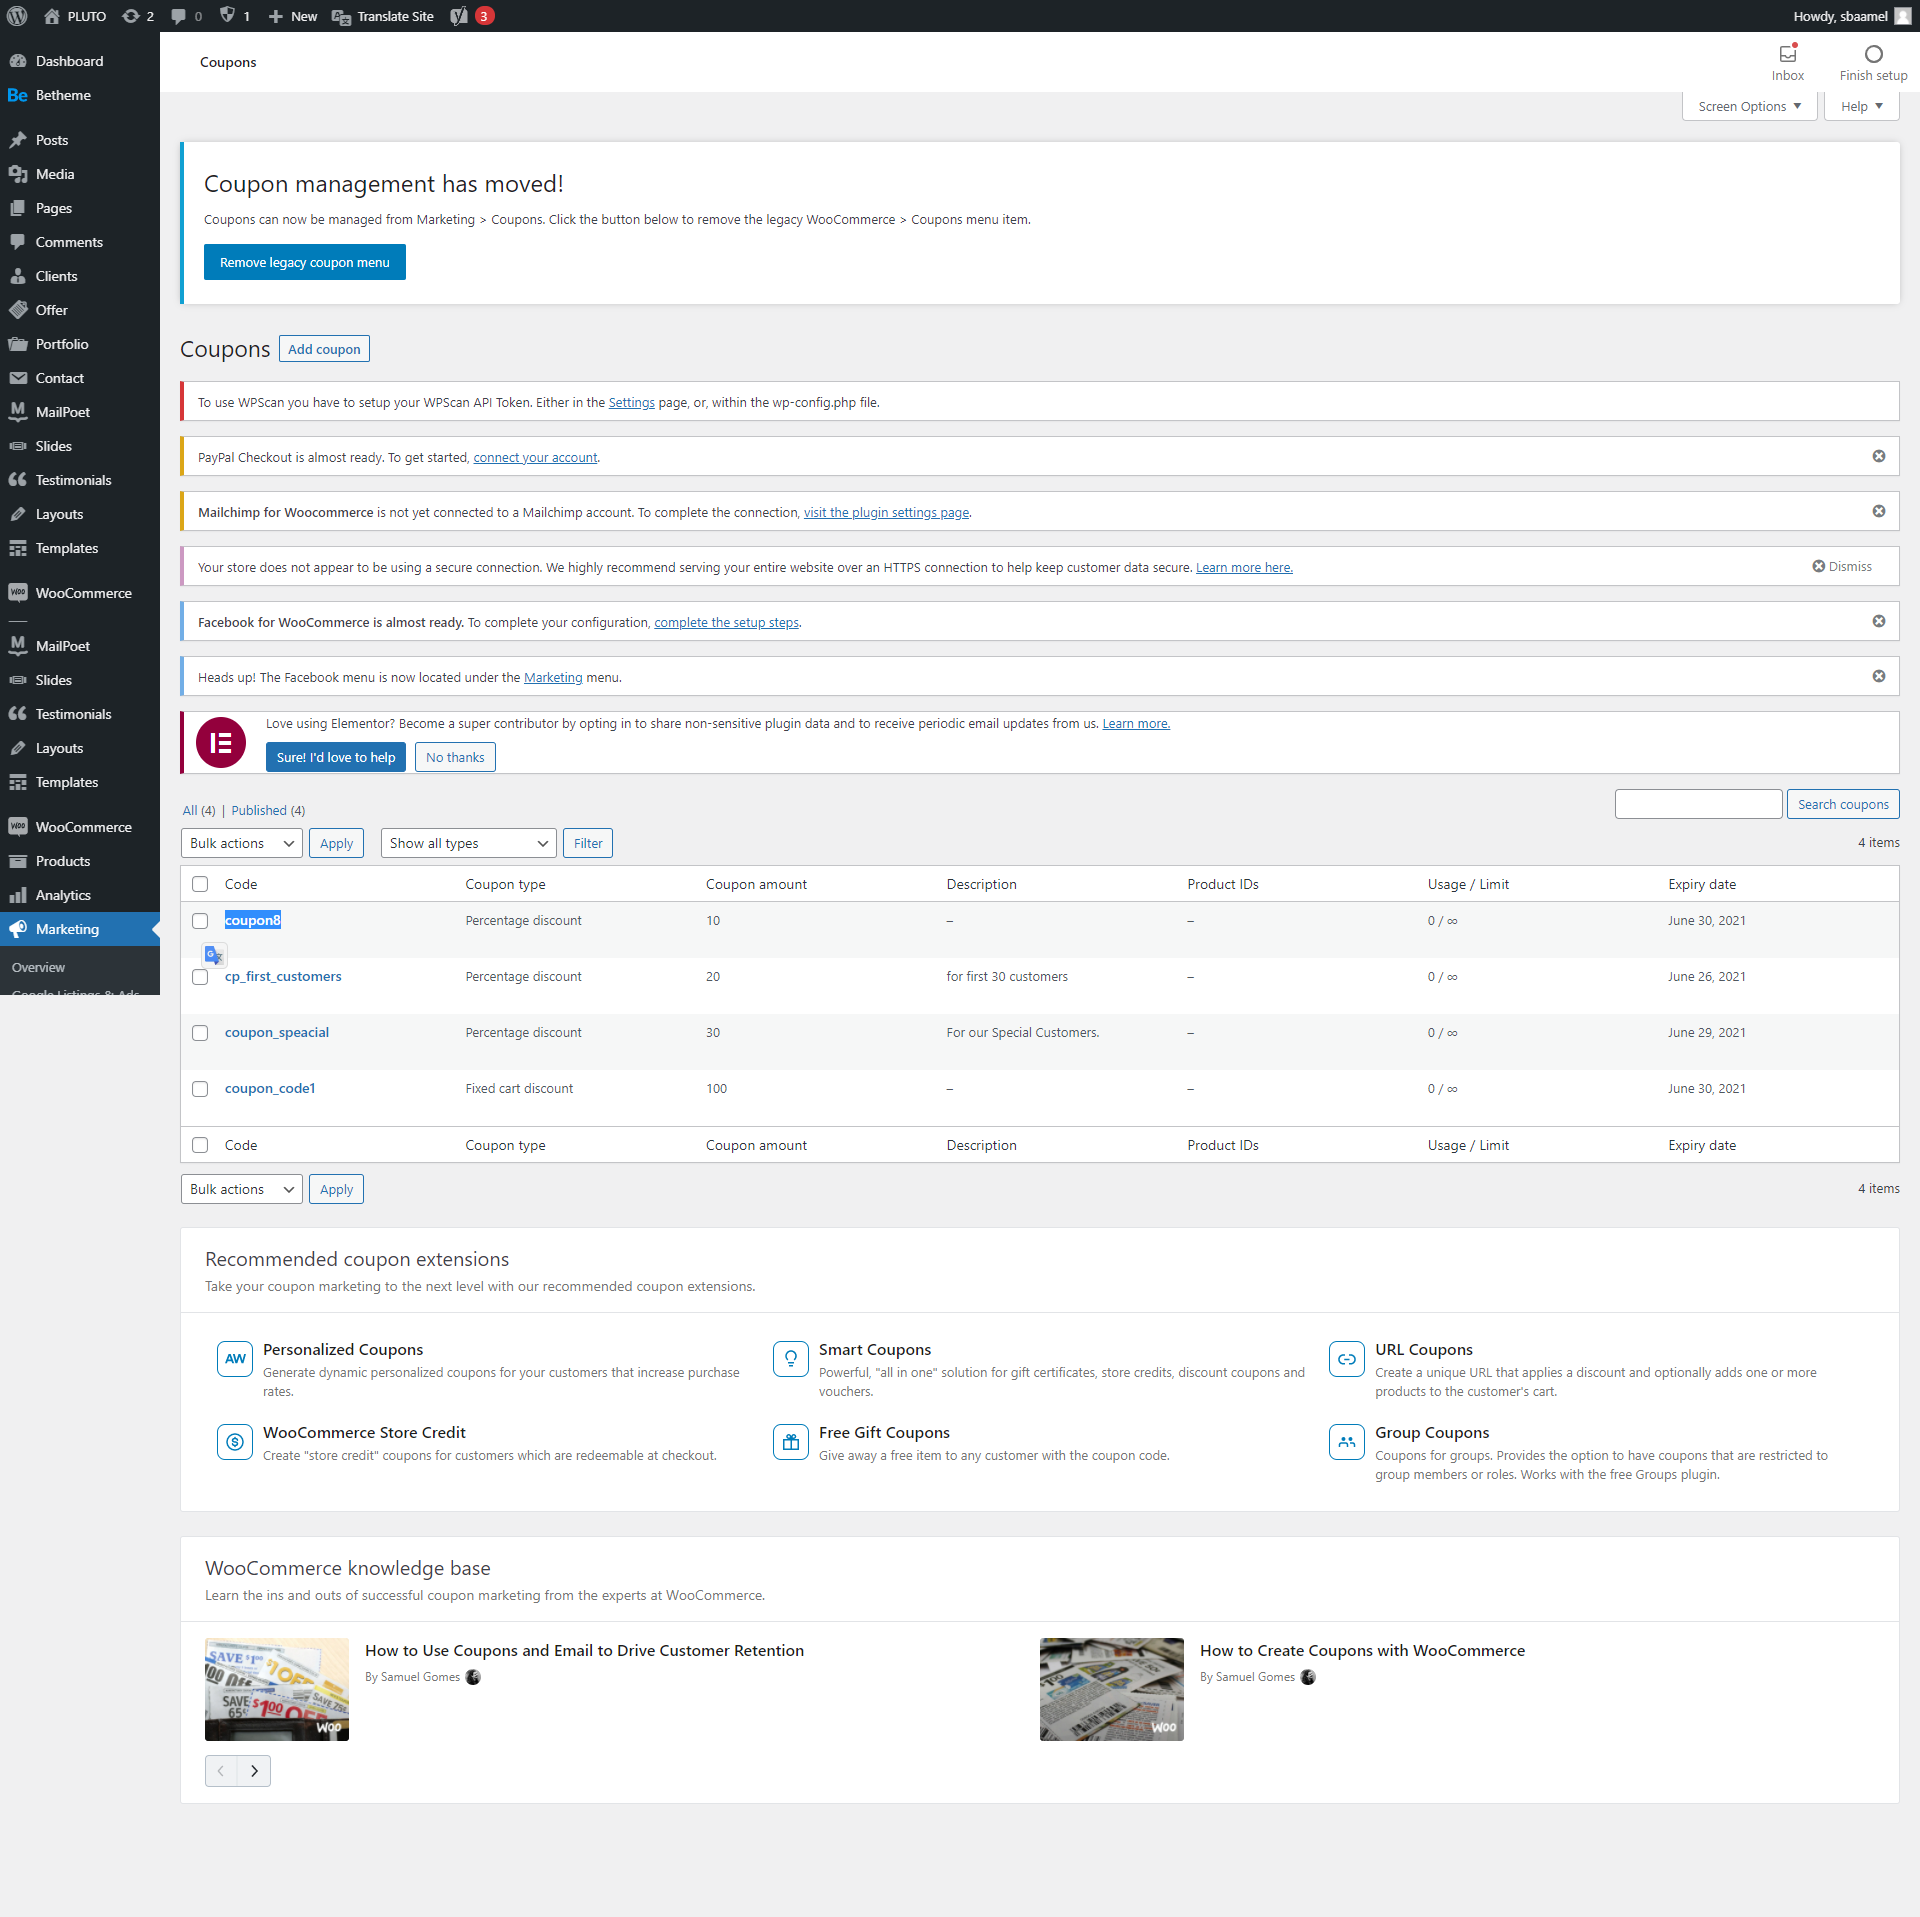 PLUTO 2 0 1 New Translate Site 3 Howdy, sbaamel
Dashboard
Betheme
Posts
Media
Pages
Comments
Clients
Offer
Portfolio
Contact
MailPoet
Slides
Testimonials
Layouts
Templates
WooCommerce
MailPoet
Slides
Testimonials
Layouts
Templates
WooCommerce
Products
Analytics
Marketing
Overview
Google Listings & Ads
Coupons
Inbox
Finish setup
Screen Options
Help
Coupon management has moved!
Coupons can now be managed from Marketing > Coupons. Click the button below to remove the legacy WooCommerce > Coupons menu item.
Remove legacy coupon menu
Coupons Add coupon
To use WPScan you have to setup your WPScan API Token. Either in the Settings page, or, within the wp-config.php file.
PayPal Checkout is almost ready. To get started, connect your account.
Mailchimp for Woocommerce is not yet connected to a Mailchimp account. To complete the connection, visit the plugin settings page.
Your store does not appear to be using a secure connection. We highly recommend serving your entire website over an HTTPS connection to help keep customer data secure. Learn more here. Dismiss
Facebook for WooCommerce is almost ready. To complete your configuration, complete the setup steps.
Heads up! The Facebook menu is now located under the Marketing menu.
Love using Elementor? Become a super contributor by opting in to share non-sensitive plugin data and to receive periodic email updates from us. Learn more.
Sure! I'd love to help No thanks
All (4) | Published (4) Search coupons
Bulk actions Apply Show all types Filter 4 items
Code Coupon type Coupon amount Description Product IDs Usage / Limit Expiry date
coupon8 Percentage discount 10 – – 0 / ∞ June 30, 2021
cp_first_customers Percentage discount 20 for first 30 customers – 0 / ∞ June 26, 2021
coupon_speacial Percentage discount 30 For our Special Customers. – 0 / ∞ June 29, 2021
coupon_code1 Fixed cart discount 100 – – 0 / ∞ June 30, 2021
Code Coupon type Coupon amount Description Product IDs Usage / Limit Expiry date
Bulk actions Apply 4 items
Recommended coupon extensions
Take your coupon marketing to the next level with our recommended coupon extensions.
AW
Personalized Coupons
Generate dynamic personalized coupons for your customers that increase purchase
rates.
Smart Coupons
Powerful, "all in one" solution for gift certificates, store credits, discount coupons and
vouchers.
URL Coupons
Create a unique URL that applies a discount and optionally adds one or more
products to the customer's cart.
WooCommerce Store Credit
Create "store credit" coupons for customers which are redeemable at checkout.
Free Gift Coupons
Give away a free item to any customer with the coupon code.
Group Coupons
Coupons for groups. Provides the option to have coupons that are restricted to
group members or roles. Works with the free Groups plugin.
WooCommerce knowledge base
Learn the ins and outs of successful coupon marketing from the experts at WooCommerce.
How to Use Coupons and Email to Drive Customer Retention
By Samuel Gomes
How to Create Coupons with WooCommerce
By Samuel Gomes